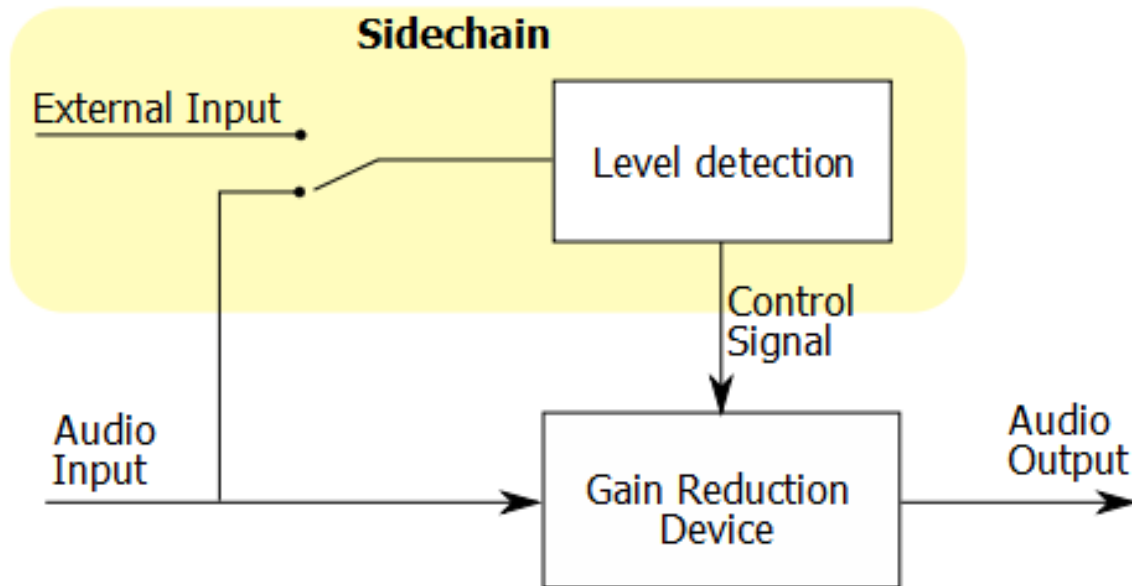 Sidechain
External Input
Level detection
Control
Signal
Audio
Input
Gain Reduction
Device
Audio
Output